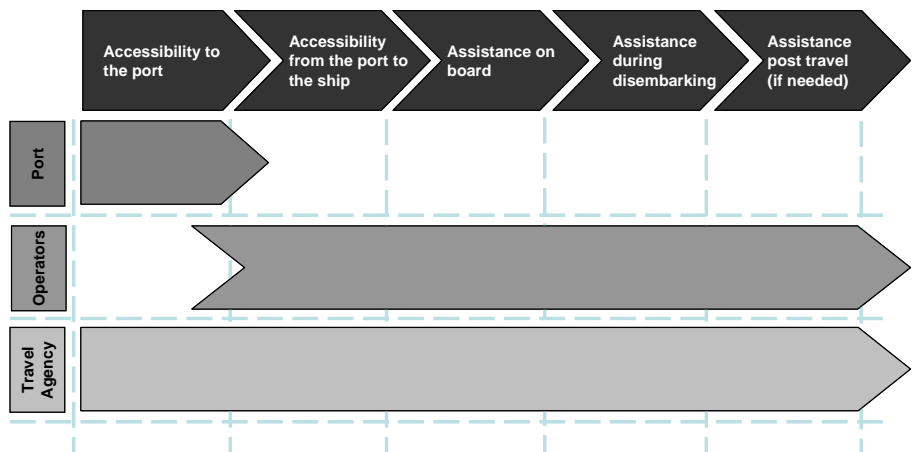 Accessibility to
the port
Accessibility
from the port to
the ship
Assistance on
board
Assistance
during
disembarking
Assistance
post travel
(if needed)
Port
Operators
Travel
Agency